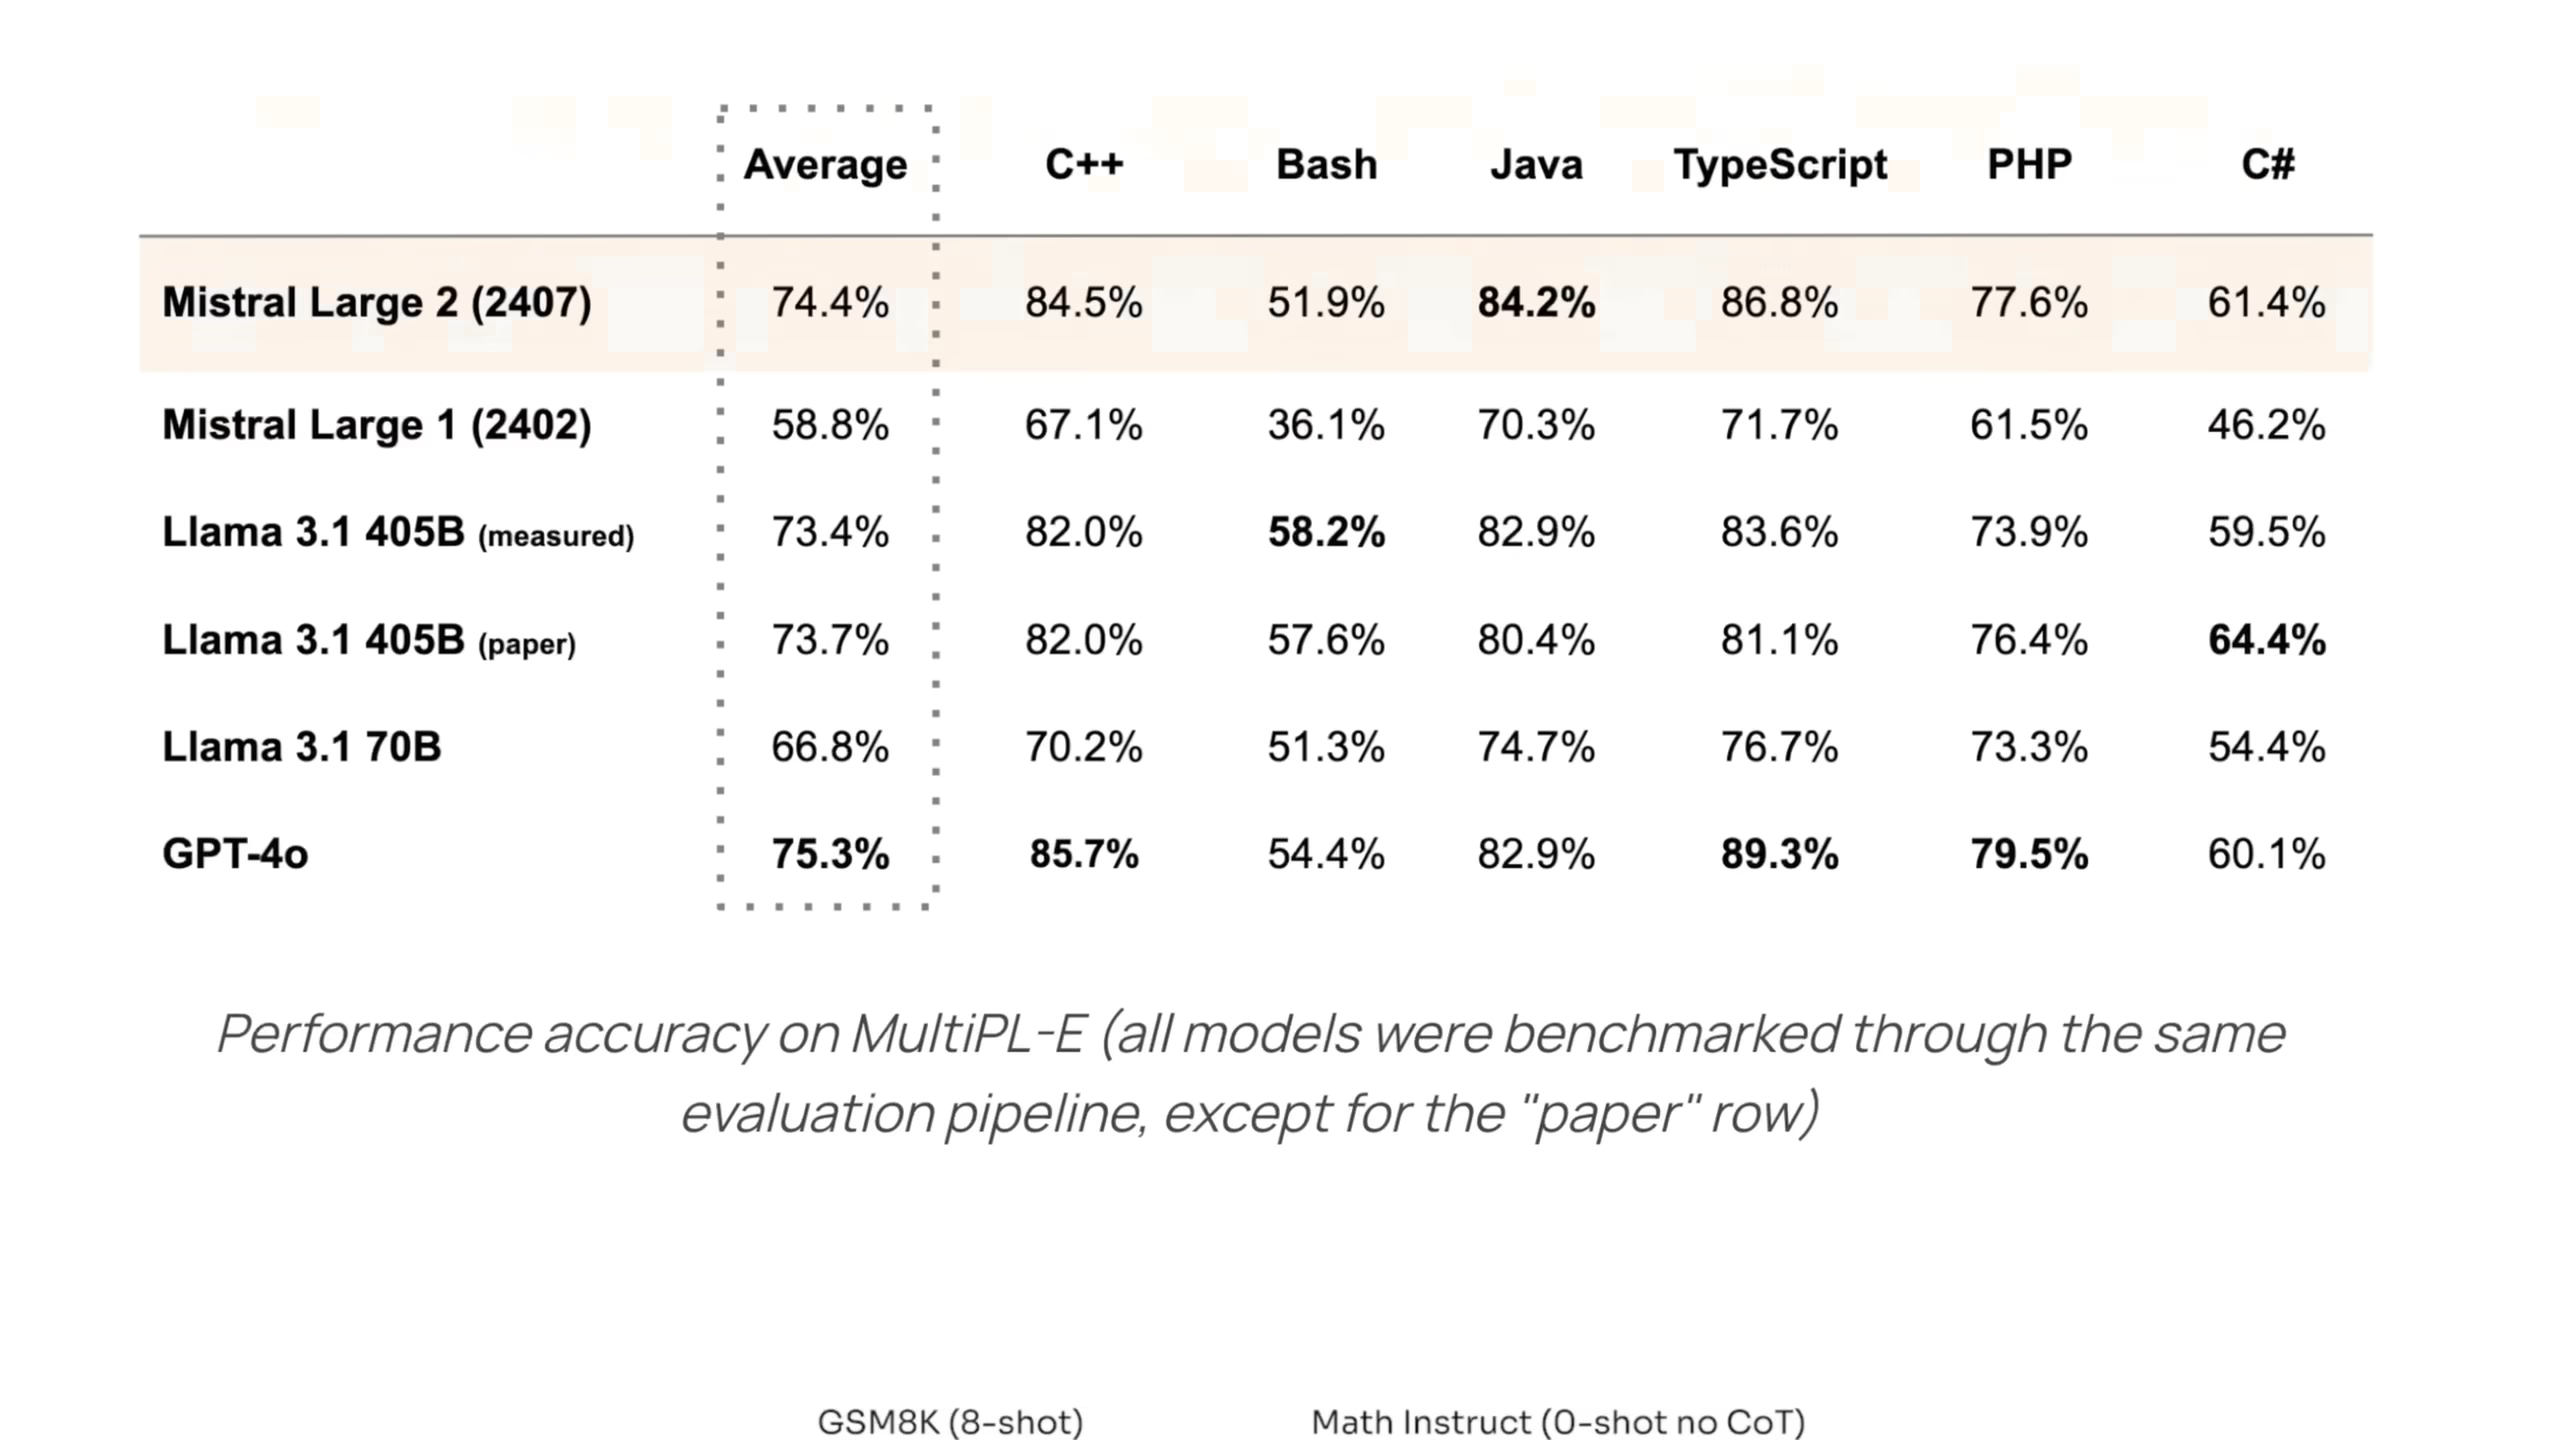 Average C++ Bash Java TypeScript PHP C#
Mistral Large 2 (2407) 74.4% 84.5% 51.9% 84.2% 86.8% 77.6% 61.4%
Mistral Large 1 (2402) 58.8% 67.1% 36.1% 70.3% 71.7% 61.5% 46.2%
Llama 3.1 405B (measured) 73.4% 82.0% 58.2% 82.9% 83.6% 73.9% 59.5%
Llama 3.1 405B (paper) 73.7% 82.0% 57.6% 80.4% 81.1% 76.4% 64.4%
Llama 3.1 70B 66.8% 70.2% 51.3% 74.7% 76.7% 73.3% 54.4%
GPT-4o 75.3% 85.7% 54.4% 82.9% 89.3% 79.5% 60.1%
Performance accuracy on MultiPL-E (all models were benchmarked through the same
evaluation pipeline, except for the "paper" row)
GSM8K (8-shot) Math Instruct (0-shot no CoT)